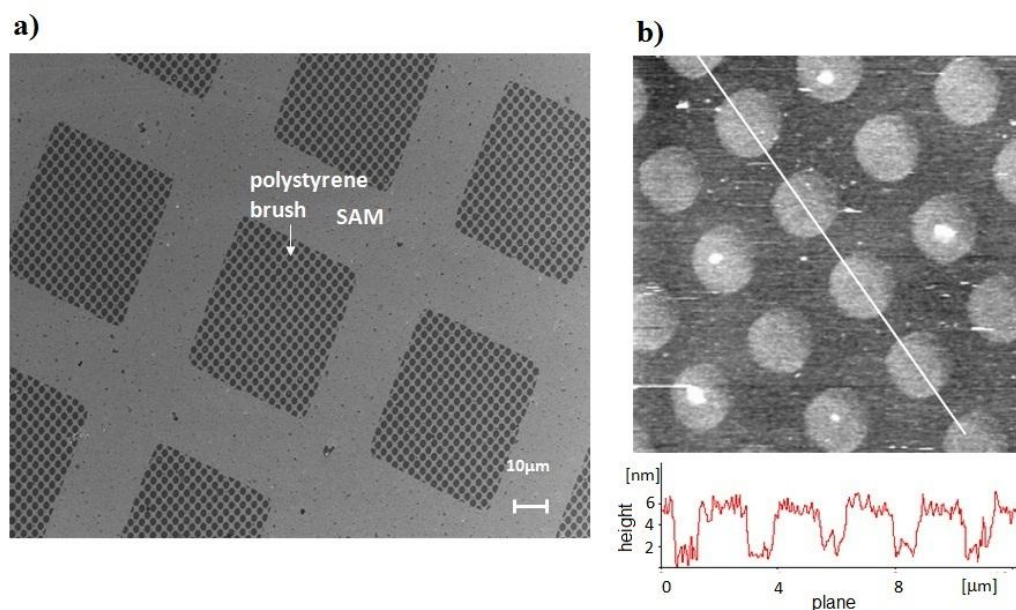 a)
polystyrene
brush
SAM
10µm
b)
[nm]
6
4
2
height
0
4
8
[µm]
plane